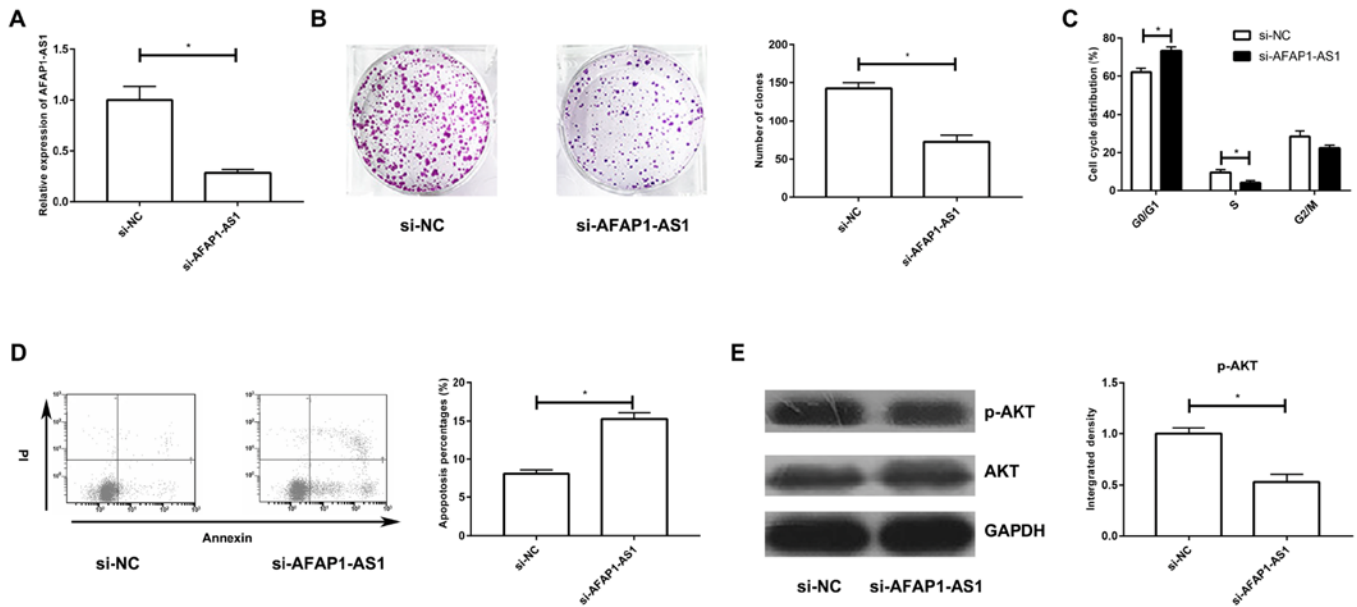 A
Relative expression of AFAP1-AS1
1.5
1.0
0.5
0.0
*
si-NC
si-AFAP1-AS1
B
si-NC
si-AFAP1-AS1
Number of clones
200
150
100
50
0
*
si-NC
si-AFAP1-AS1
C
Cell cycle distribution (%)
80
60
40
20
0
*
*
si-NC
si-AFAP1-AS1
G0/G1
S
G2/M
D
PI
Annexin
si-NC
si-AFAP1-AS1
Apopotosis percentages (%)
20
15
10
5
0
*
si-NC
si-AFAP1-AS1
E
p-AKT
AKT
GAPDH
si-NC
si-AFAP1-AS1
p-AKT
Intergrated density
1.5
1.0
0.5
0.0
*
si-NC
si-AFAP1-AS1